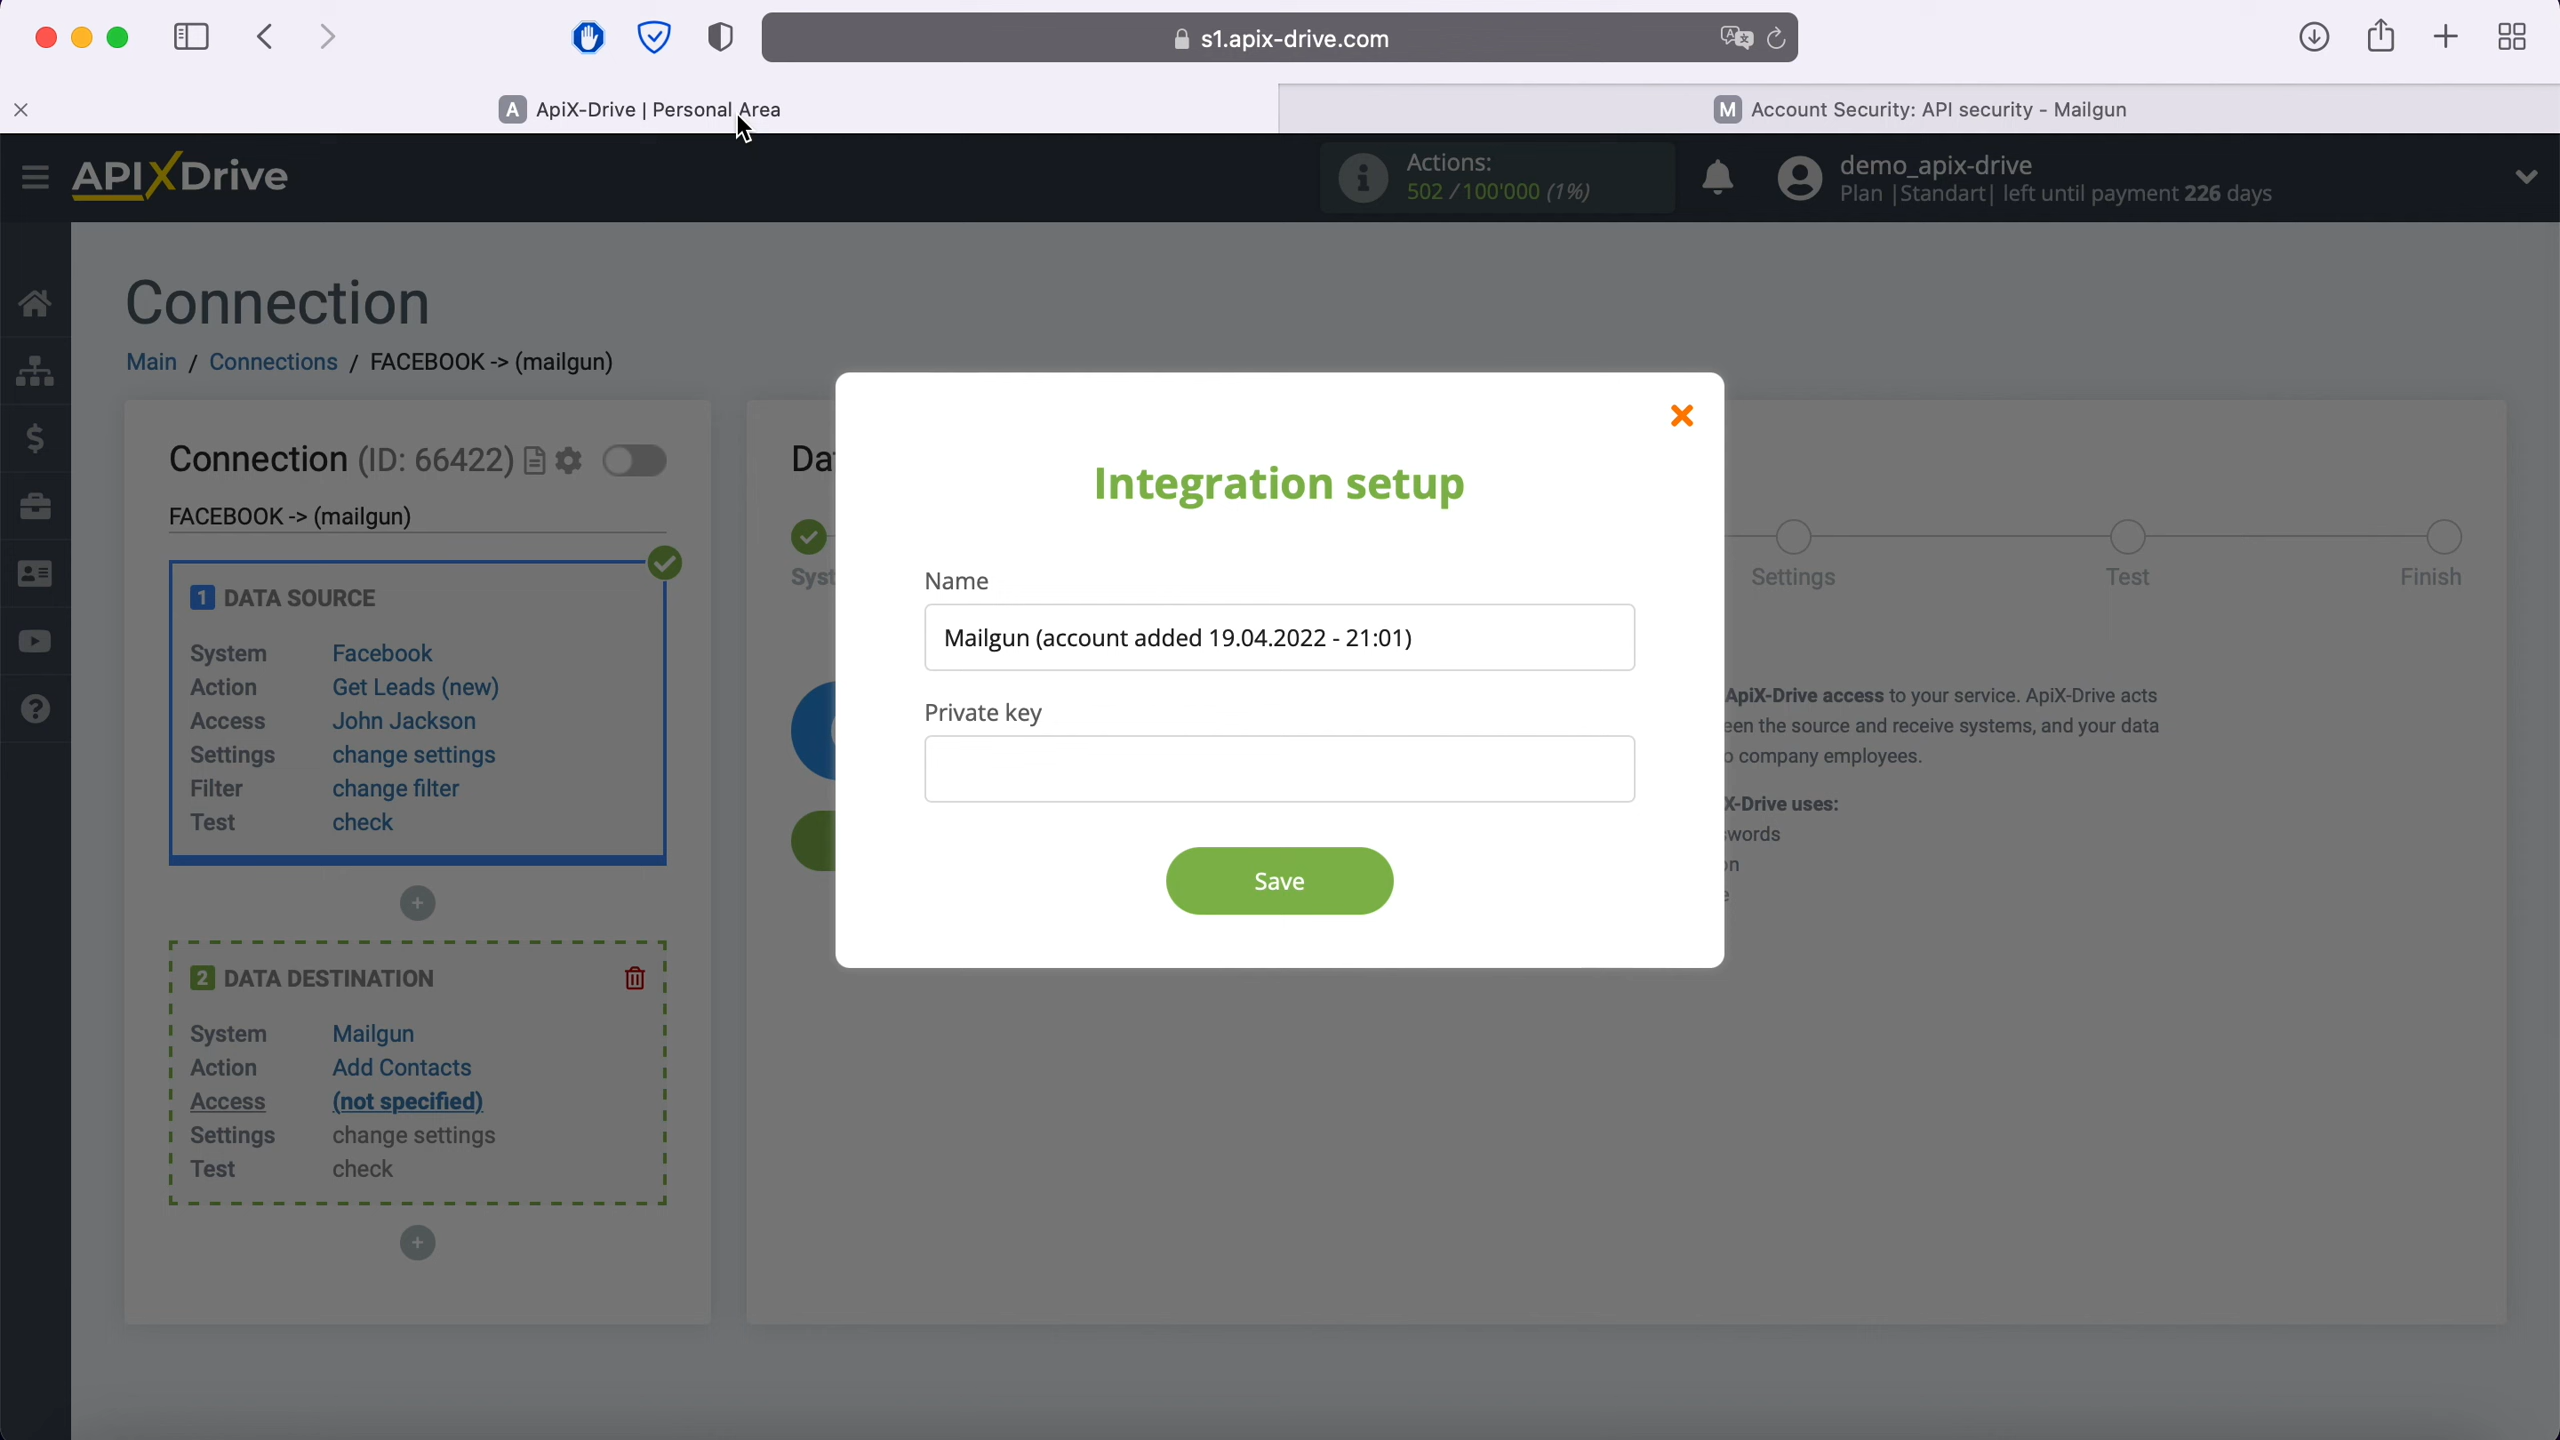 s1.apix-drive.com
A ApiX-Drive | Personal Area
M Account Security: API security - Mailgun
APIXDrive
Actions:
502 / 100'000 (1%)
demo_apix-drive
Plan |Standart| left until payment 226 days
Connection
Main / Connections / FACEBOOK -> (mailgun)
Connection (ID: 66422)
FACEBOOK -> (mailgun)
1 DATA SOURCE
System Facebook
Action Get Leads (new)
Access John Jackson
Settings change settings
Filter change filter
Test check
2 DATA DESTINATION
System Mailgun
Action Add Contacts
Access (not specified)
Settings change settings
Test check
Settings
Test
Finish
ApiX-Drive access to your service. ApiX-Drive acts
the source and receive systems, and your data
company employees.
X-Drive uses:
Integration setup
Name
Mailgun (account added 19.04.2022 - 21:01)
Private key
Save